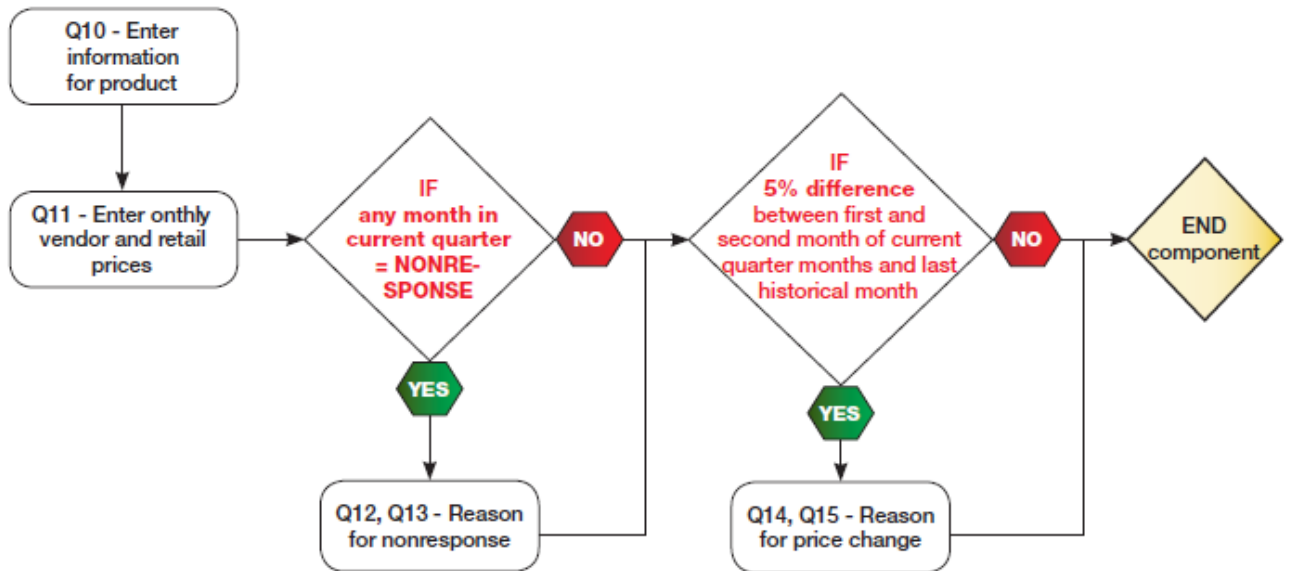 Q10 - Enter
information
for product
Q11 - Enter onthly
vendor and retail
prices
IF
any month in
current quarter
= NONRE-
SPONSE
NO
YES
Q12, Q13 - Reason
for nonresponse
IF
5% difference
between first and
second month of current
quarter months and last
historical month
NO
YES
Q14, Q15 - Reason
for price change
END
component